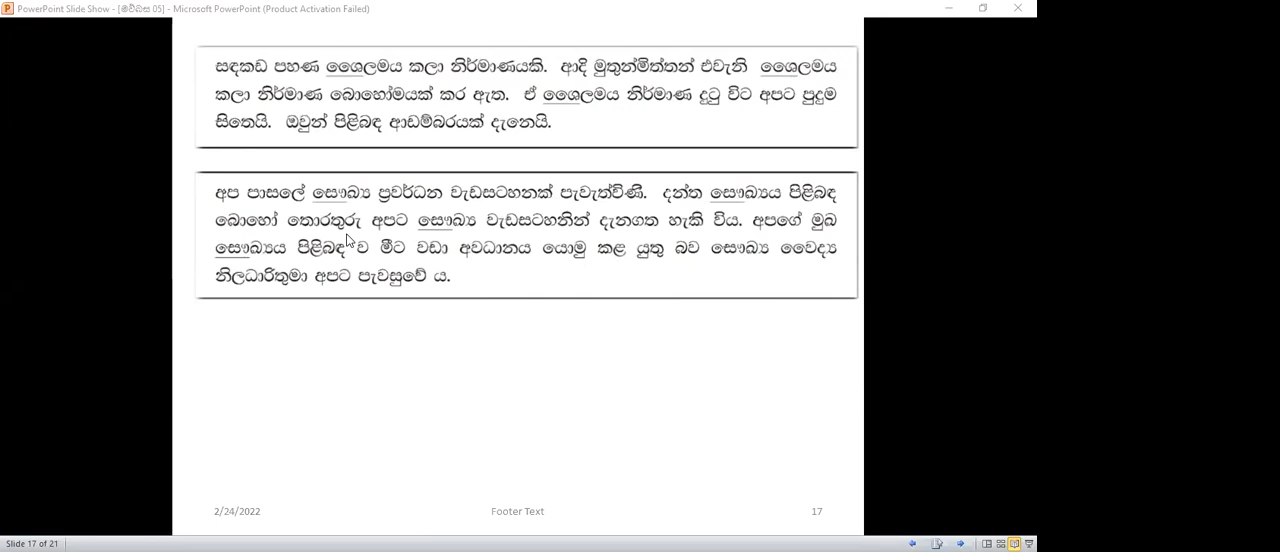 PowerPoint Slide Show - [මව්බස 05] - Microsoft PowerPoint (Product Activation Failed)
සඳකඩ පහණ ශෛලමය කලා නිර්මාණයකි. ආදි මුතුන්මිත්තන් එවැනි ශෛලමය
කලා නිර්මාණ බොහෝමයක් කර ඇත. ඒ ශෛලමය නිර්මාණ දුටු විට අපට පුදුම
සිතෙයි. ඔවුන් පිළිබඳ ආඩම්බරයක් දැනෙයි.
අප පාසලේ සෞඛ්‍ය ප්‍රවර්ධන වැඩසටහනක් පැවැත්විණි. දන්ත සෞඛ්‍යය පිළිබඳ
බොහෝ තොරතුරු අපට සෞඛ්‍ය වැඩසටහනින් දැනගත හැකි විය. අපගේ මුඛ
සෞඛ්‍යය පිළිබඳ ව මීට වඩා අවධානය යොමු කළ යුතු බව සෞඛ්‍ය වෛද්‍ය
නිලධාරිතුමා අපට පැවසුවේ ය.
2/24/2022 Footer Text 17
Slide 17 of 21